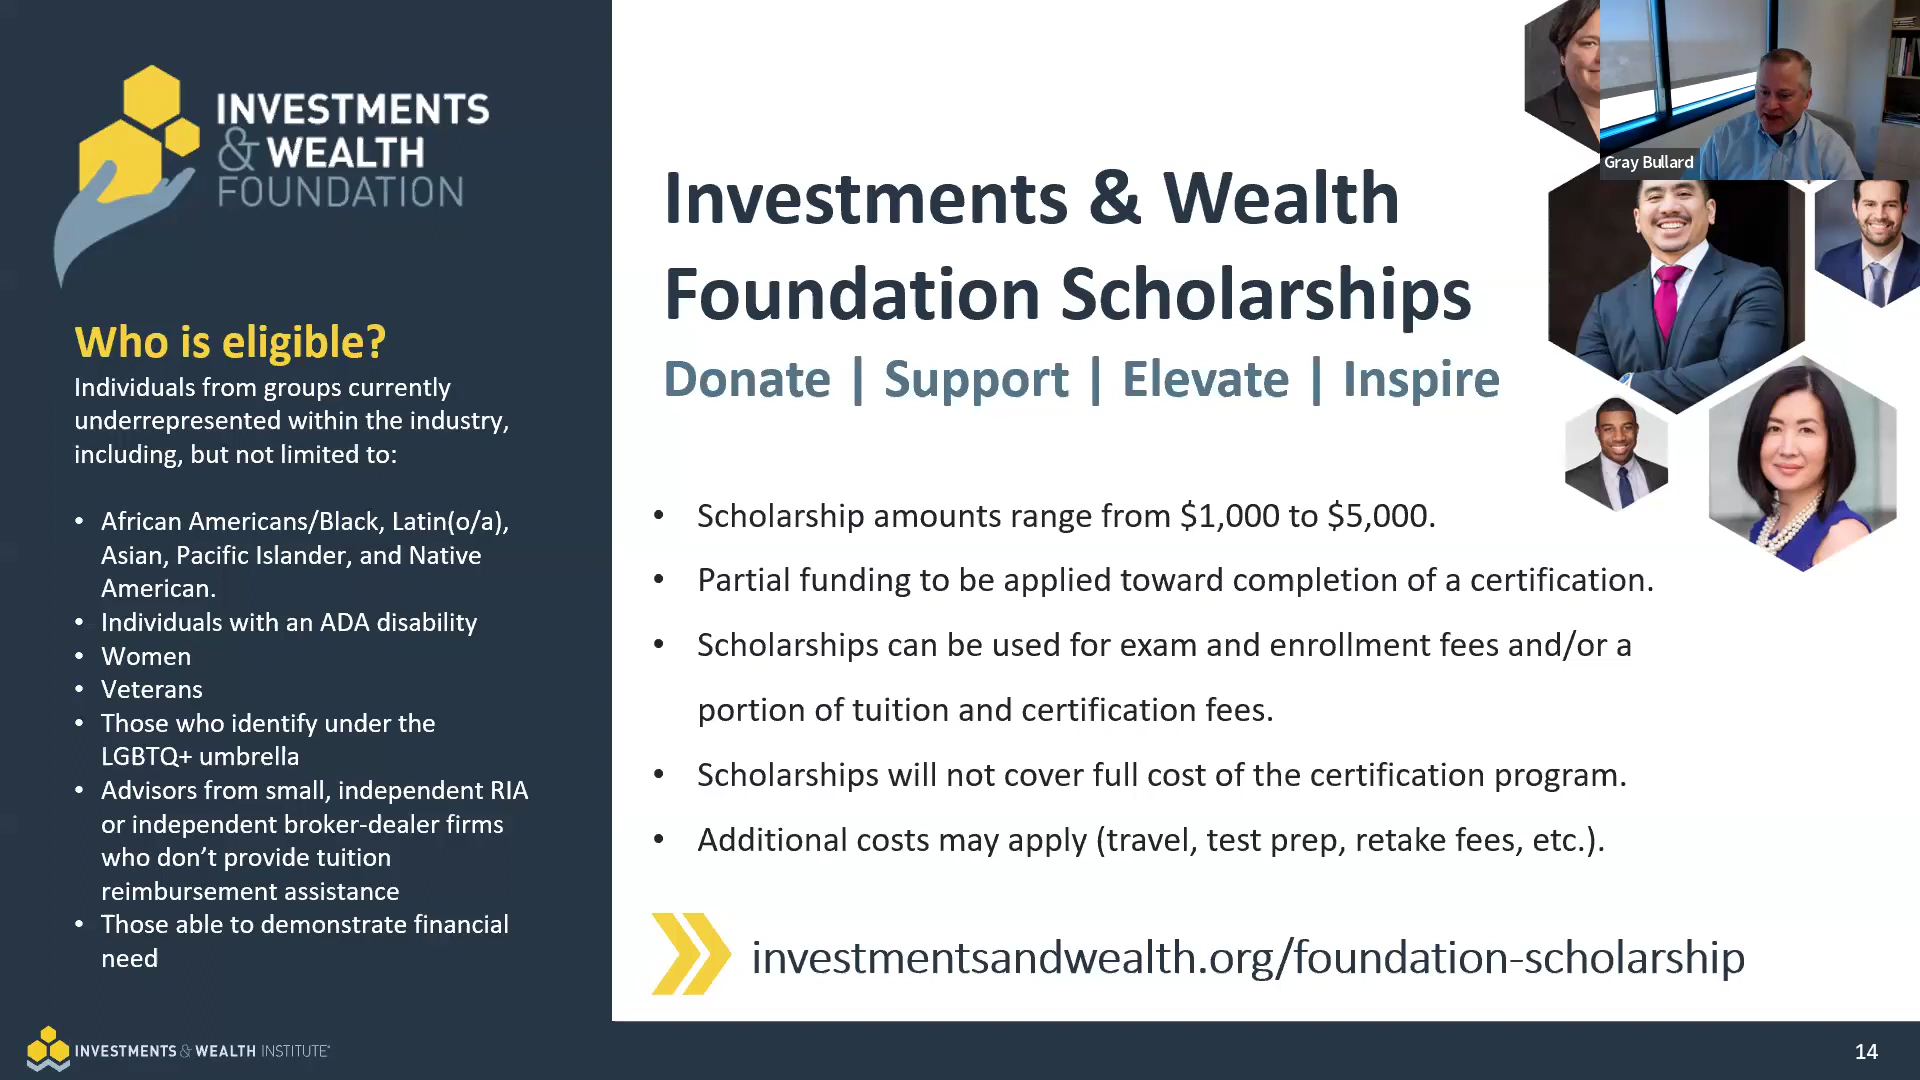 INVESTMENTS
& WEALTH
FOUNDATION
Who is eligible?
Individuals from groups currently
underrepresented within the industry,
including, but not limited to:
• African Americans/Black, Latin(o/a),
Asian, Pacific Islander, and Native
American.
• Individuals with an ADA disability
• Women
• Veterans
• Those who identify under the
LGBTQ+ umbrella
• Advisors from small, independent RIA
or independent broker-dealer firms
who don’t provide tuition
reimbursement assistance
• Those able to demonstrate financial
need
Gray Bullard
Investments & Wealth
Foundation Scholarships
Donate | Support | Elevate | Inspire
• Scholarship amounts range from $1,000 to $5,000.
• Partial funding to be applied toward completion of a certification.
• Scholarships can be used for exam and enrollment fees and/or a
portion of tuition and certification fees.
• Scholarships will not cover full cost of the certification program.
• Additional costs may apply (travel, test prep, retake fees, etc.).
investmentsandwealth.org/foundation-scholarship
INVESTMENTS & WEALTH INSTITUTE®
14